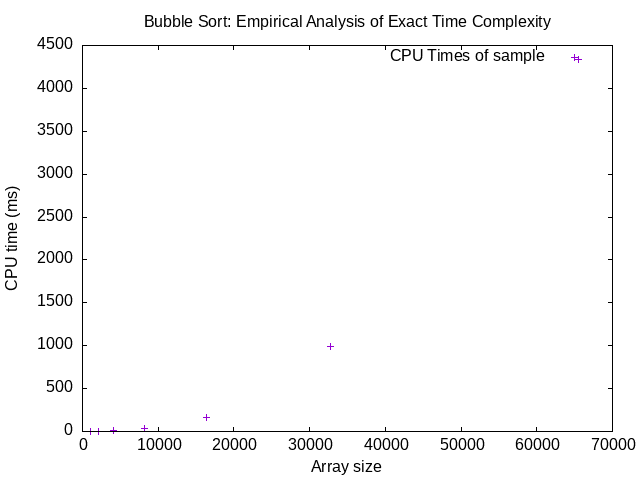 Bubble Sort: Empirical Analysis of Exact Time Complexity
4500
4000
3500
3000
2500
2000
1500
1000
500
0
CPU time (ms)
CPU Times of sample
0 10000 20000 30000 40000 50000 60000 70000
Array size